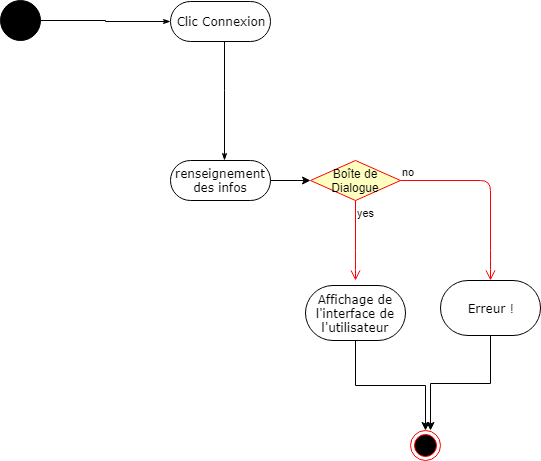 Clic Connexion
renseignement
des infos
Boîte de
Dialogue
no
yes
Affichage de
l'interface de
l'utilisateur
Erreur !